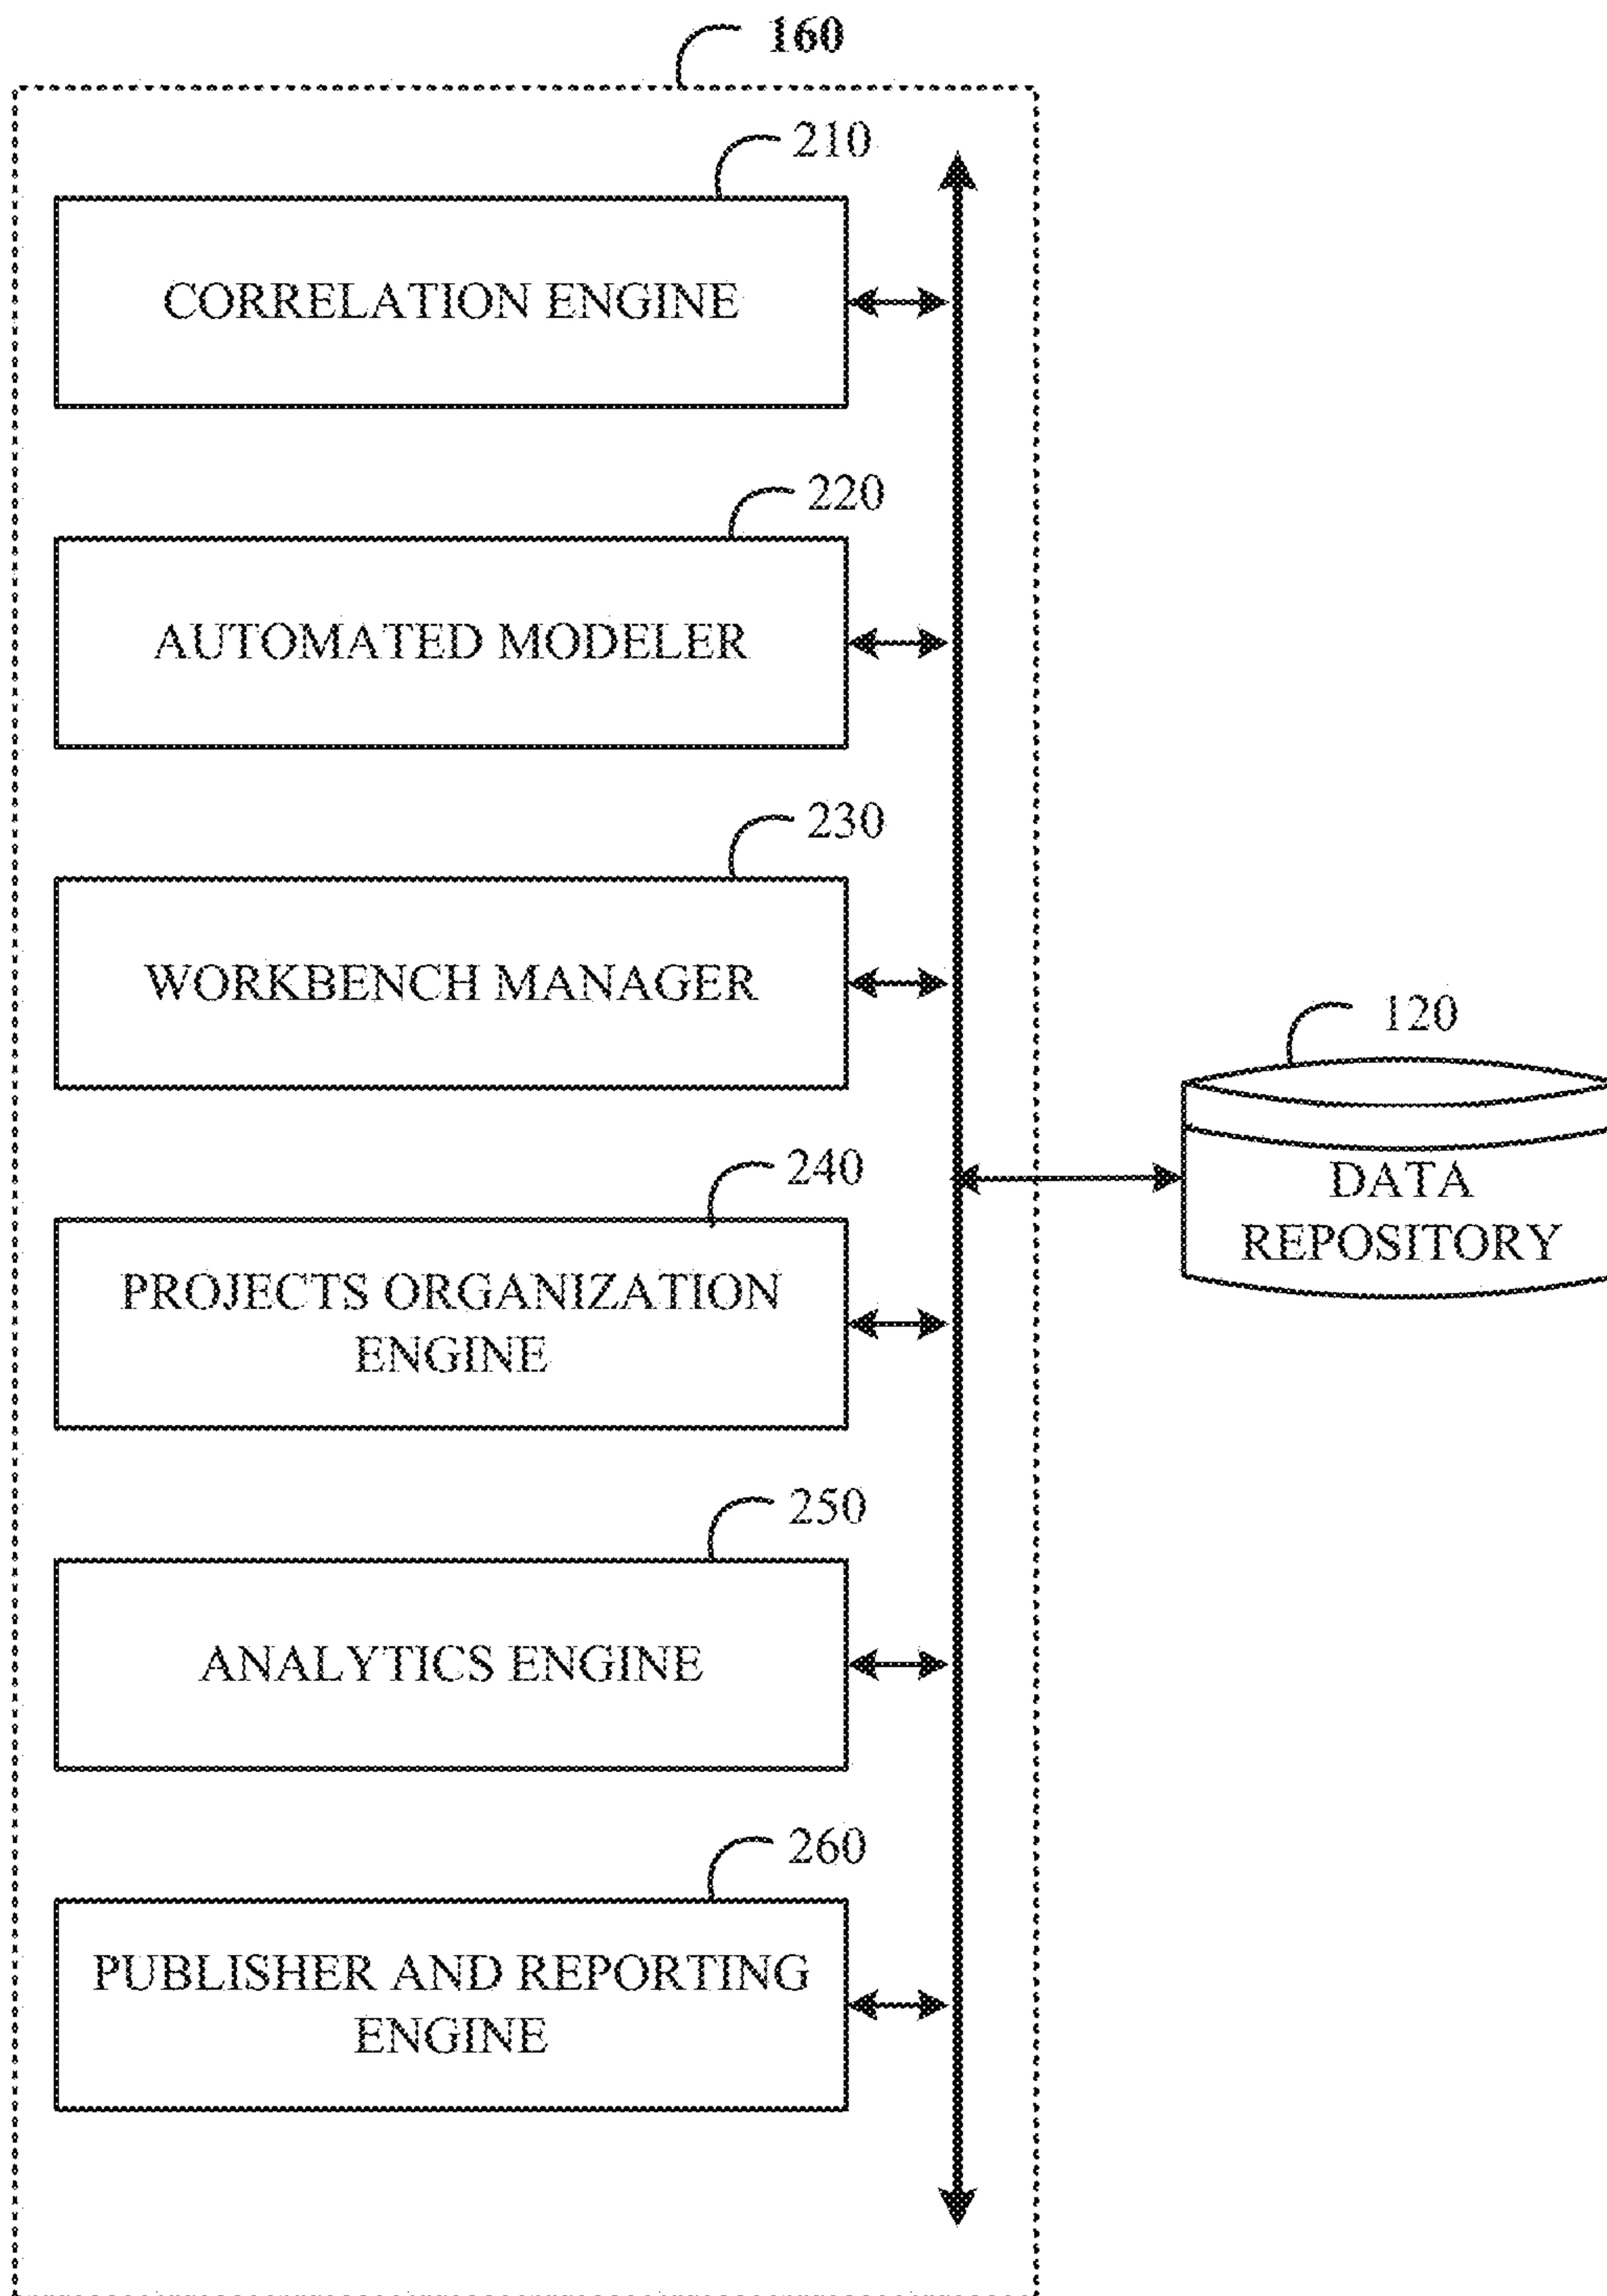 160
210
CORRELATION ENGINE
220
AUTOMATED MODELER
230
WORKBENCH MANAGER
120
DATA
REPOSITORY
240
PROJECTS ORGANIZATION
ENGINE
250
ANALYTICS ENGINE
260
PUBLISHER AND REPORTING
ENGINE